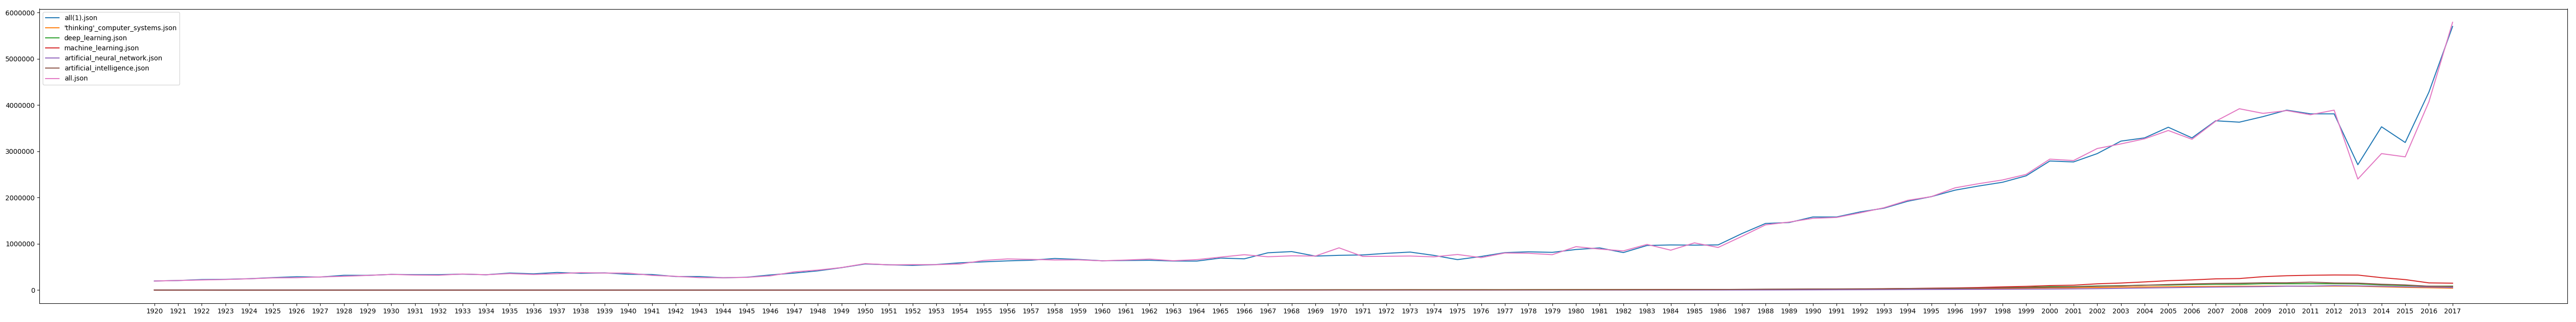 6000000
5000000
4000000
3000000
2000000
1000000
0
all(1).json
'thinking'_computer_systems.json
deep_learning.json
machine_learning.json
artificial_neural_network.json
artificial_intelligence.json
all.json
1920 1921 1922 1923 1924 1925 1926 1927 1928 1929 1930 1931 1932 1933 1934 1935 1936 1937 1938 1939 1940 1941 1942 1943 1944 1945 1946 1947 1948 1949 1950 1951 1952 1953 1954 1955 1956 1957 1958 1959 1960 1961 1962 1963 1964 1965 1966 1967 1968 1969 1970 1971 1972 1973 1974 1975 1976 1977 1978 1979 1980 1981 1982 1983 1984 1985 1986 1987 1988 1989 1990 1991 1992 1993 1994 1995 1996 1997 1998 1999 2000 2001 2002 2003 2004 2005 2006 2007 2008 2009 2010 2011 2012 2013 2014 2015 2016 2017